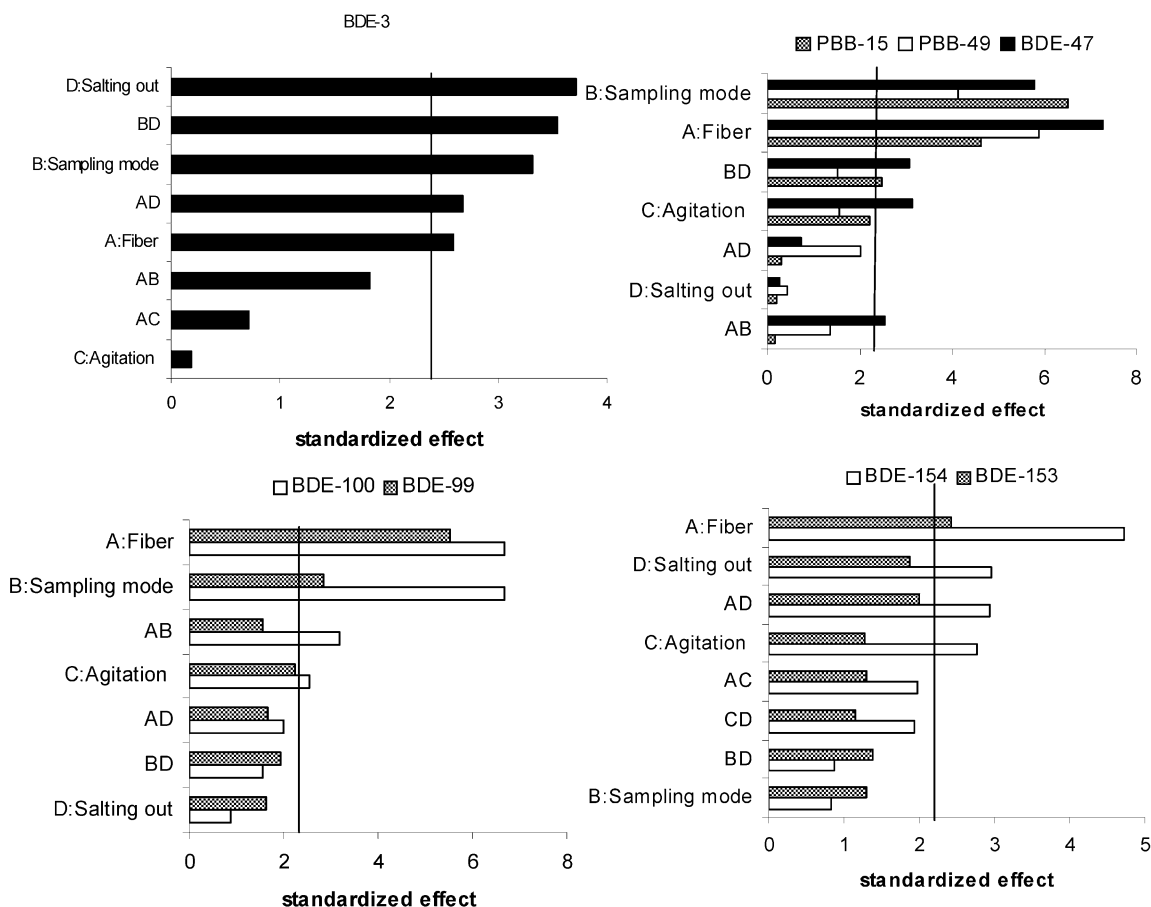 BDE-3
D:Salting out
BD
B:Sampling mode
AD
A:Fiber
AB
AC
C:Agitation
0 1 2 3 4
standardized effect
PBB-15 PBB-49 BDE-47
B:Sampling mode
A:Fiber
BD
C:Agitation
AD
D:Salting out
AB
0 2 4 6 8
standardized effect
BDE-100 BDE-99
A:Fiber
B:Sampling mode
AB
C:Agitation
AD
BD
D:Salting out
0 2 4 6 8
standardized effect
BDE-154 BDE-153
A:Fiber
D:Salting out
AD
C:Agitation
AC
CD
BD
B:Sampling mode
0 1 2 3 4 5
standardized effect